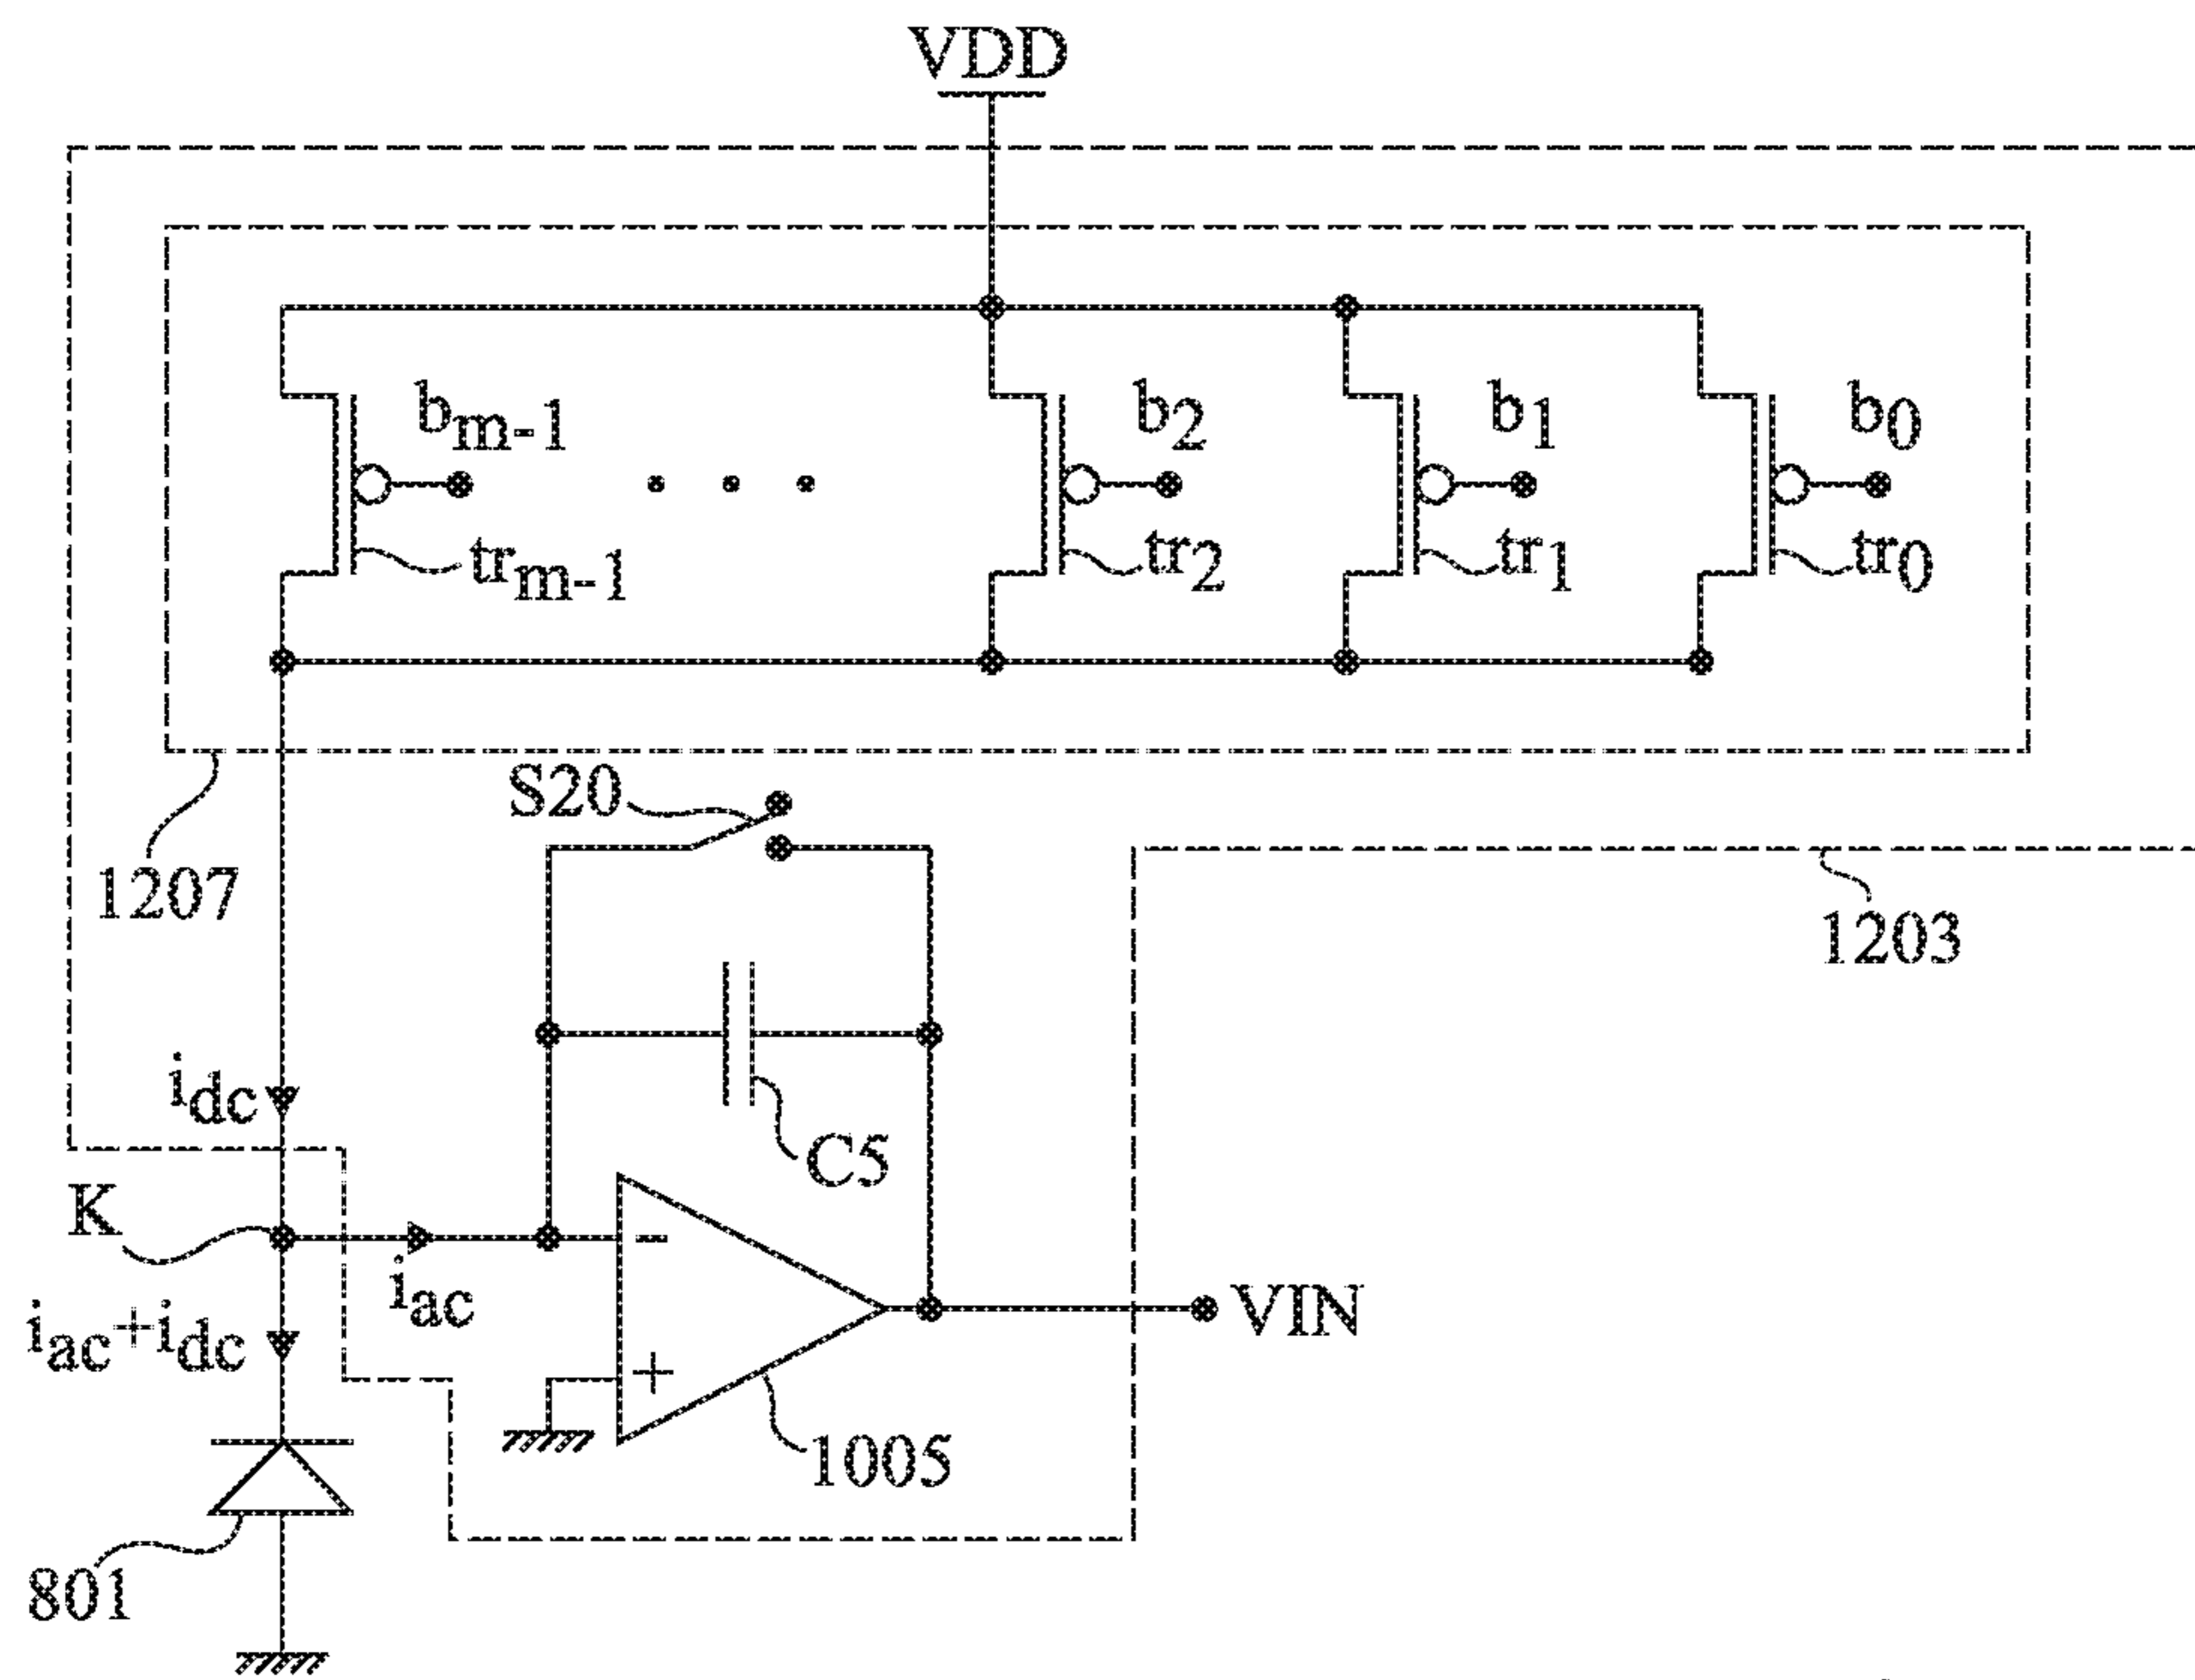 VDD
bm-1
b2
b1
b0
trm-1
tr2
tr1
tr0
S20
1207
1203
idc
C5
K
iac
-
VIN
iac+idc
+
1005
801